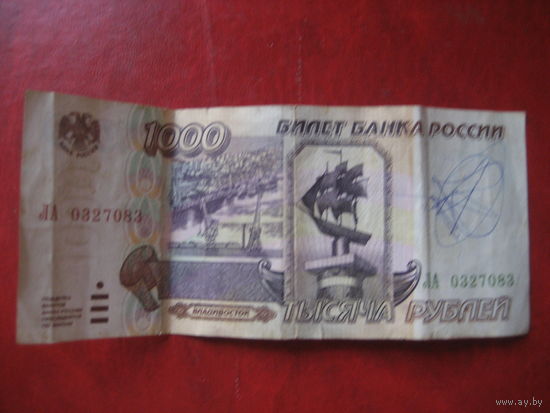 1000
БИЛЕТ БАНКА РОССИИ
ЛА 0327083
ЛА 0327083
ВЛАДИВОСТОК
ТЫСЯЧА РУБЛЕЙ
www.ay.by